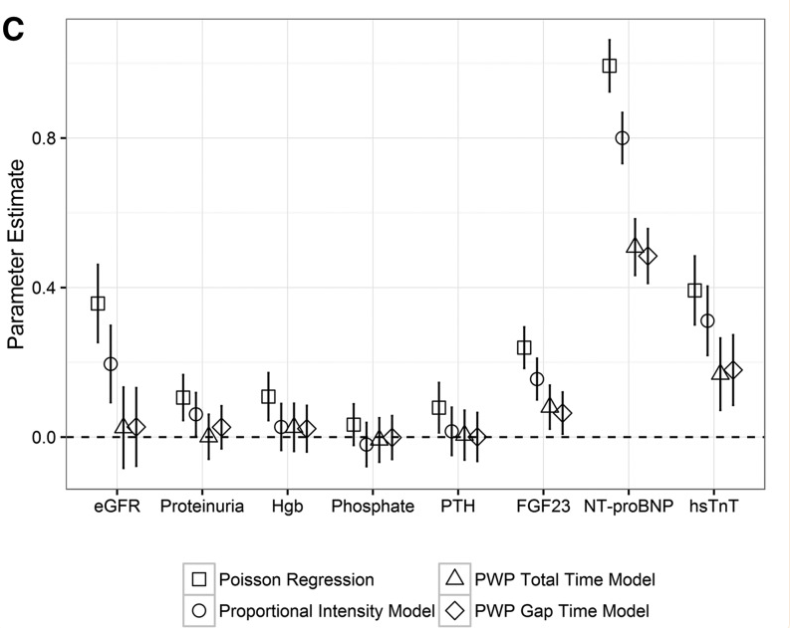 C
Parameter Estimate
0.8
0.4
0.0
eGFR Proteinuria Hgb Phosphate PTH FGF23 NT-proBNP hsTnT
Poisson Regression PWP Total Time Model
Proportional Intensity Model PWP Gap Time Model